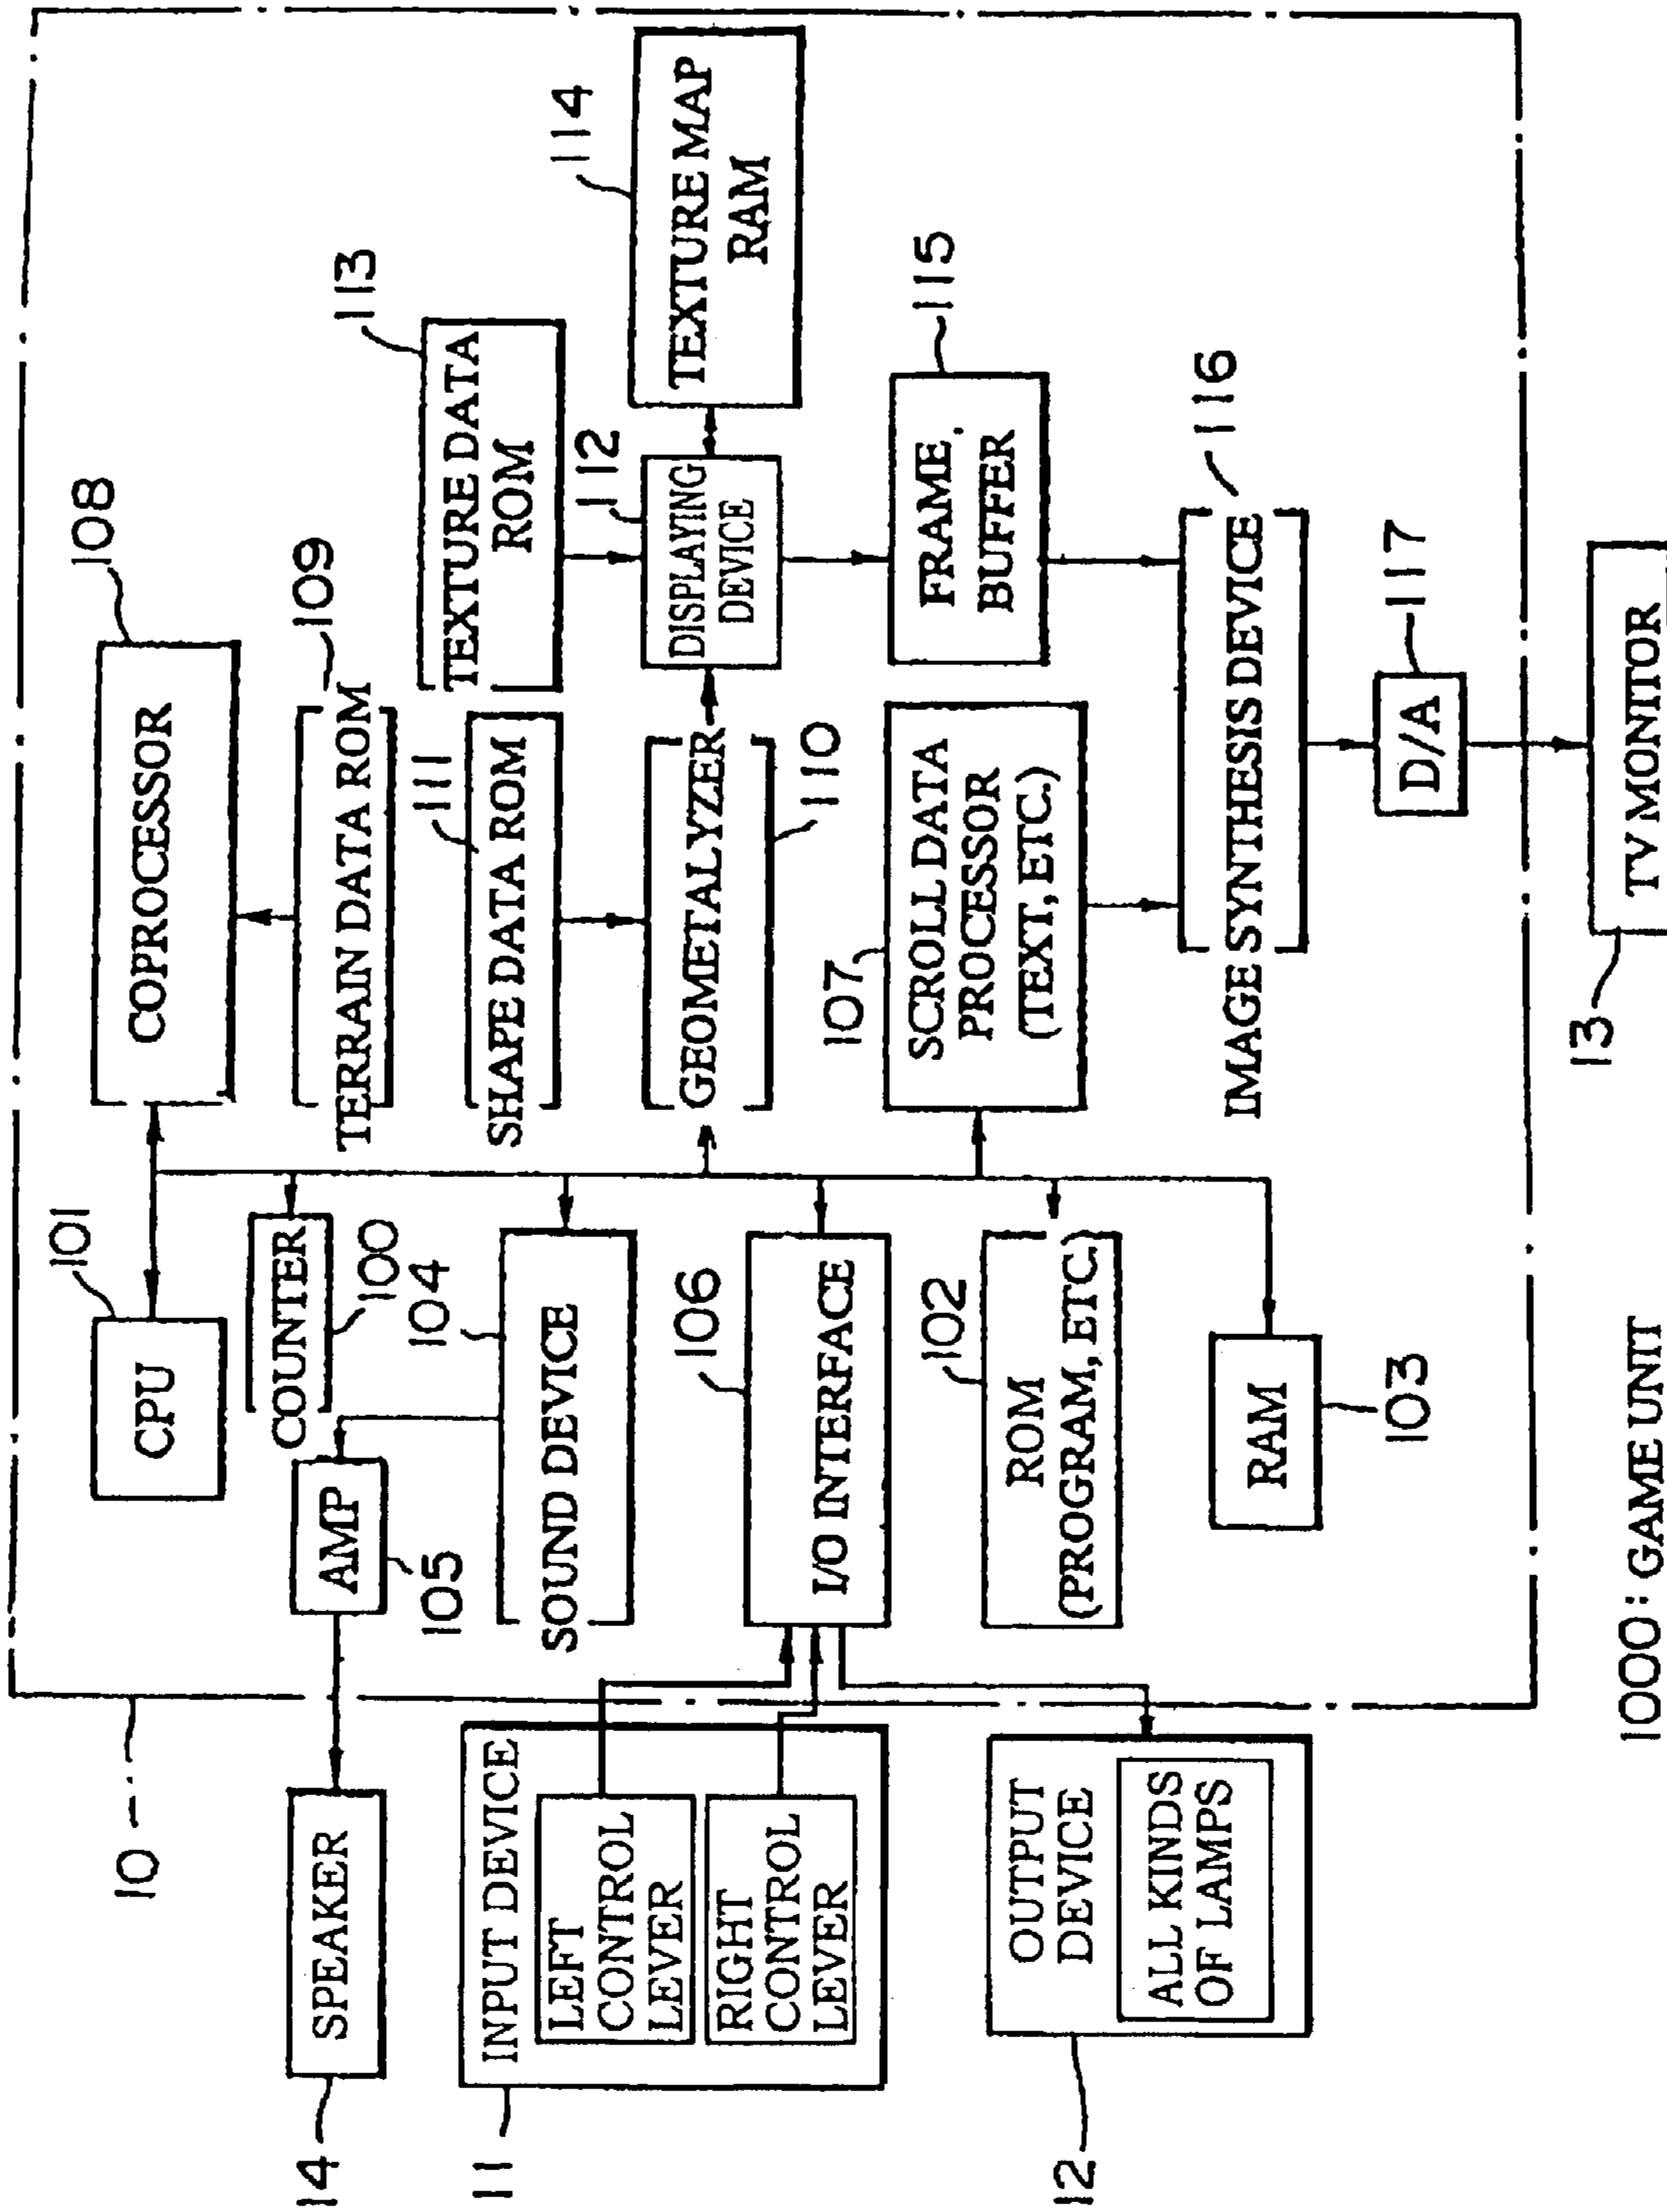 10
101
CPU
108
COPROCESSOR
14
SPEAKER
AMP
105
COUNTER
100
TERRAIN DATA ROM
109
113
TEXTURE DATA
ROM
104
SOUND DEVICE
111
SHAPE DATA ROM
11
INPUT DEVICE
LEFT
CONTROL
LEVER
RIGHT
CONTROL
LEVER
GEOMETALYZER
110
112
DISPLAYING
DEVICE
114
TEXTURE MAP
RAM
106
I/O INTERFACE
107
SCROLL DATA
PROCESSOR
(TEXT, ETC.)
115
FRAME
BUFFER
102
ROM
(PROGRAM, ETC.)
12
OUTPUT
DEVICE
ALL KINDS
OF LAMPS
RAM
103
IMAGE SYNTHESIS DEVICE
116
D/A
117
13
TV MONITOR
1000: GAME UNIT